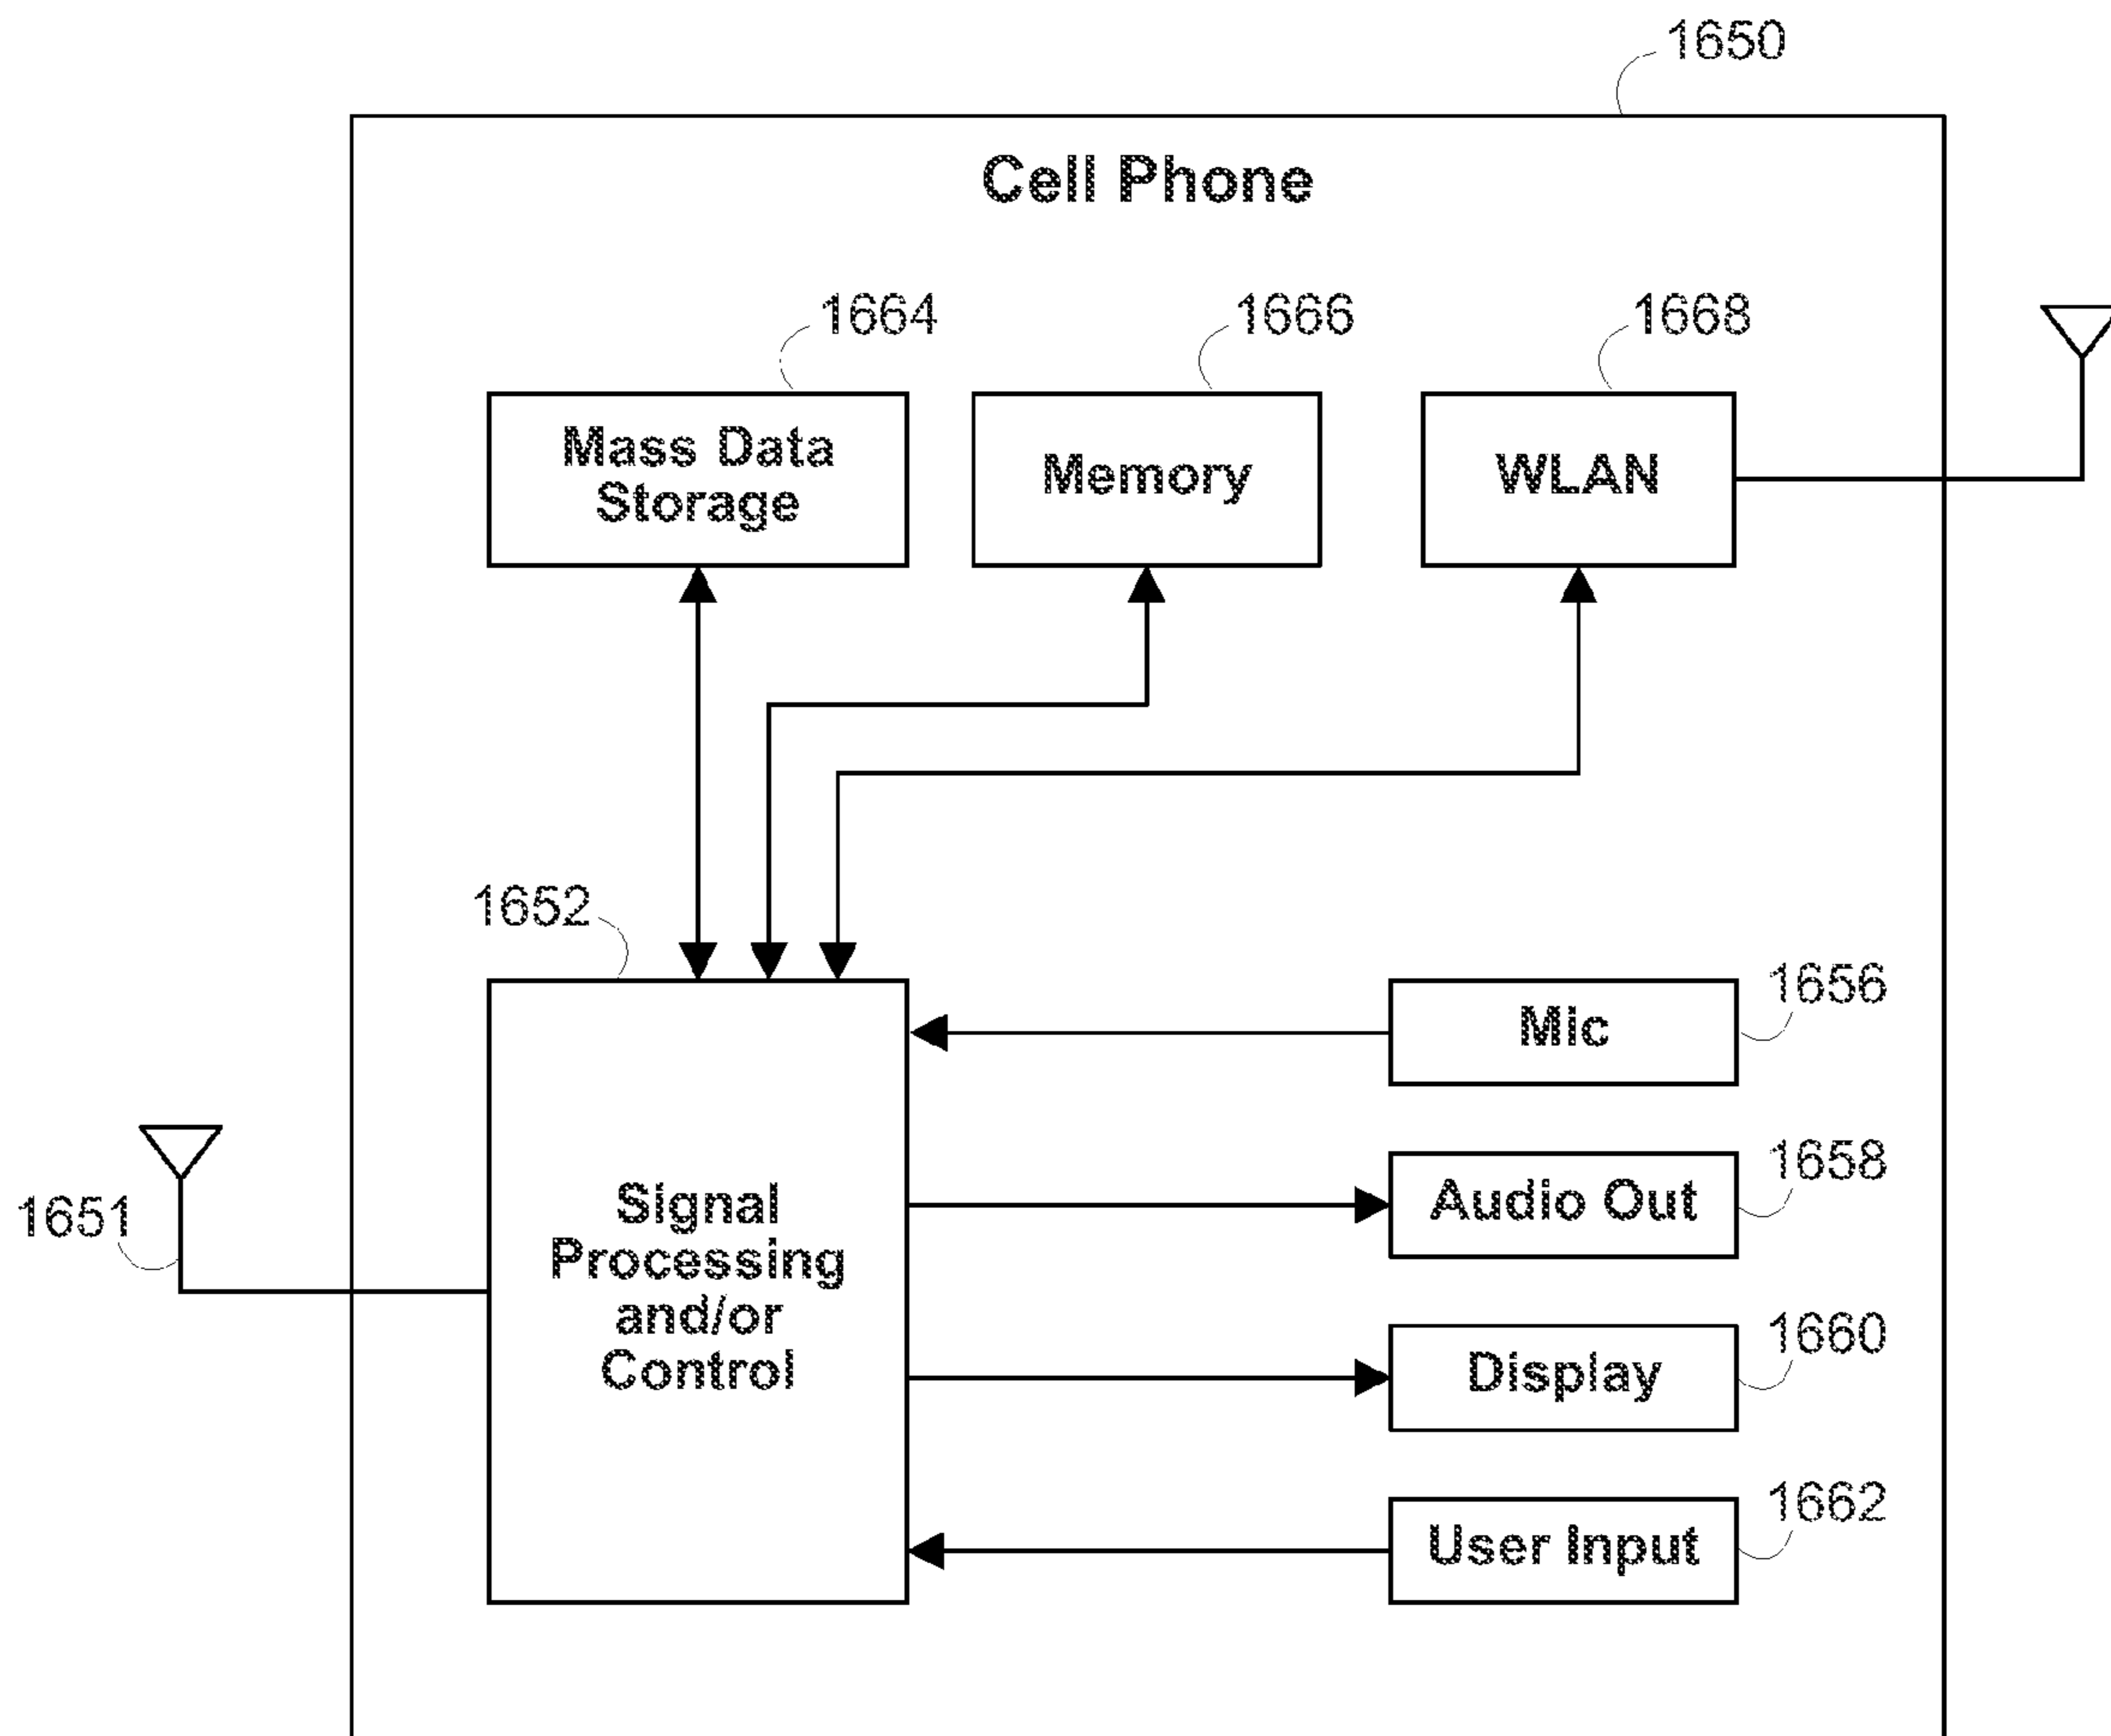 1650
Cell Phone
1664
1666
1668
Mass Data
Storage
Memory
WLAN
1652
1656
Mic
1651
Signal
Processing
and/or
Control
1658
Audio Out
1660
Display
1662
User Input